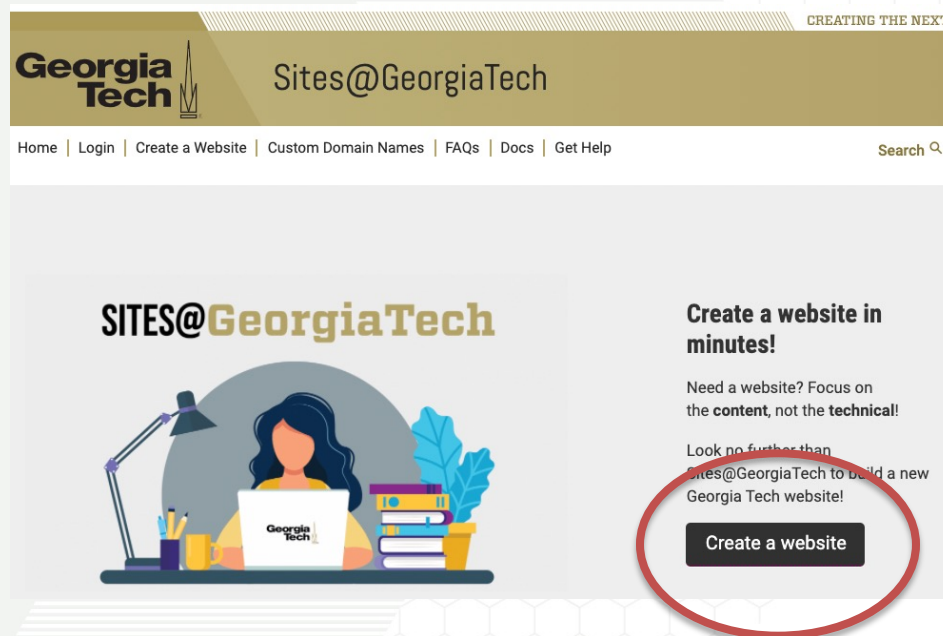 CREATING THE NEXT
Georgia
Tech
Sites@GeorgiaTech
Home | Login | Create a Website | Custom Domain Names | FAQs | Docs | Get Help
Search
SITES@GeorgiaTech
Georgia
Tech
Create a website in
minutes!
Need a website? Focus on
the content, not the technical!
Look no further than
Sites@GeorgiaTech to build a new
Georgia Tech website!
Create a website